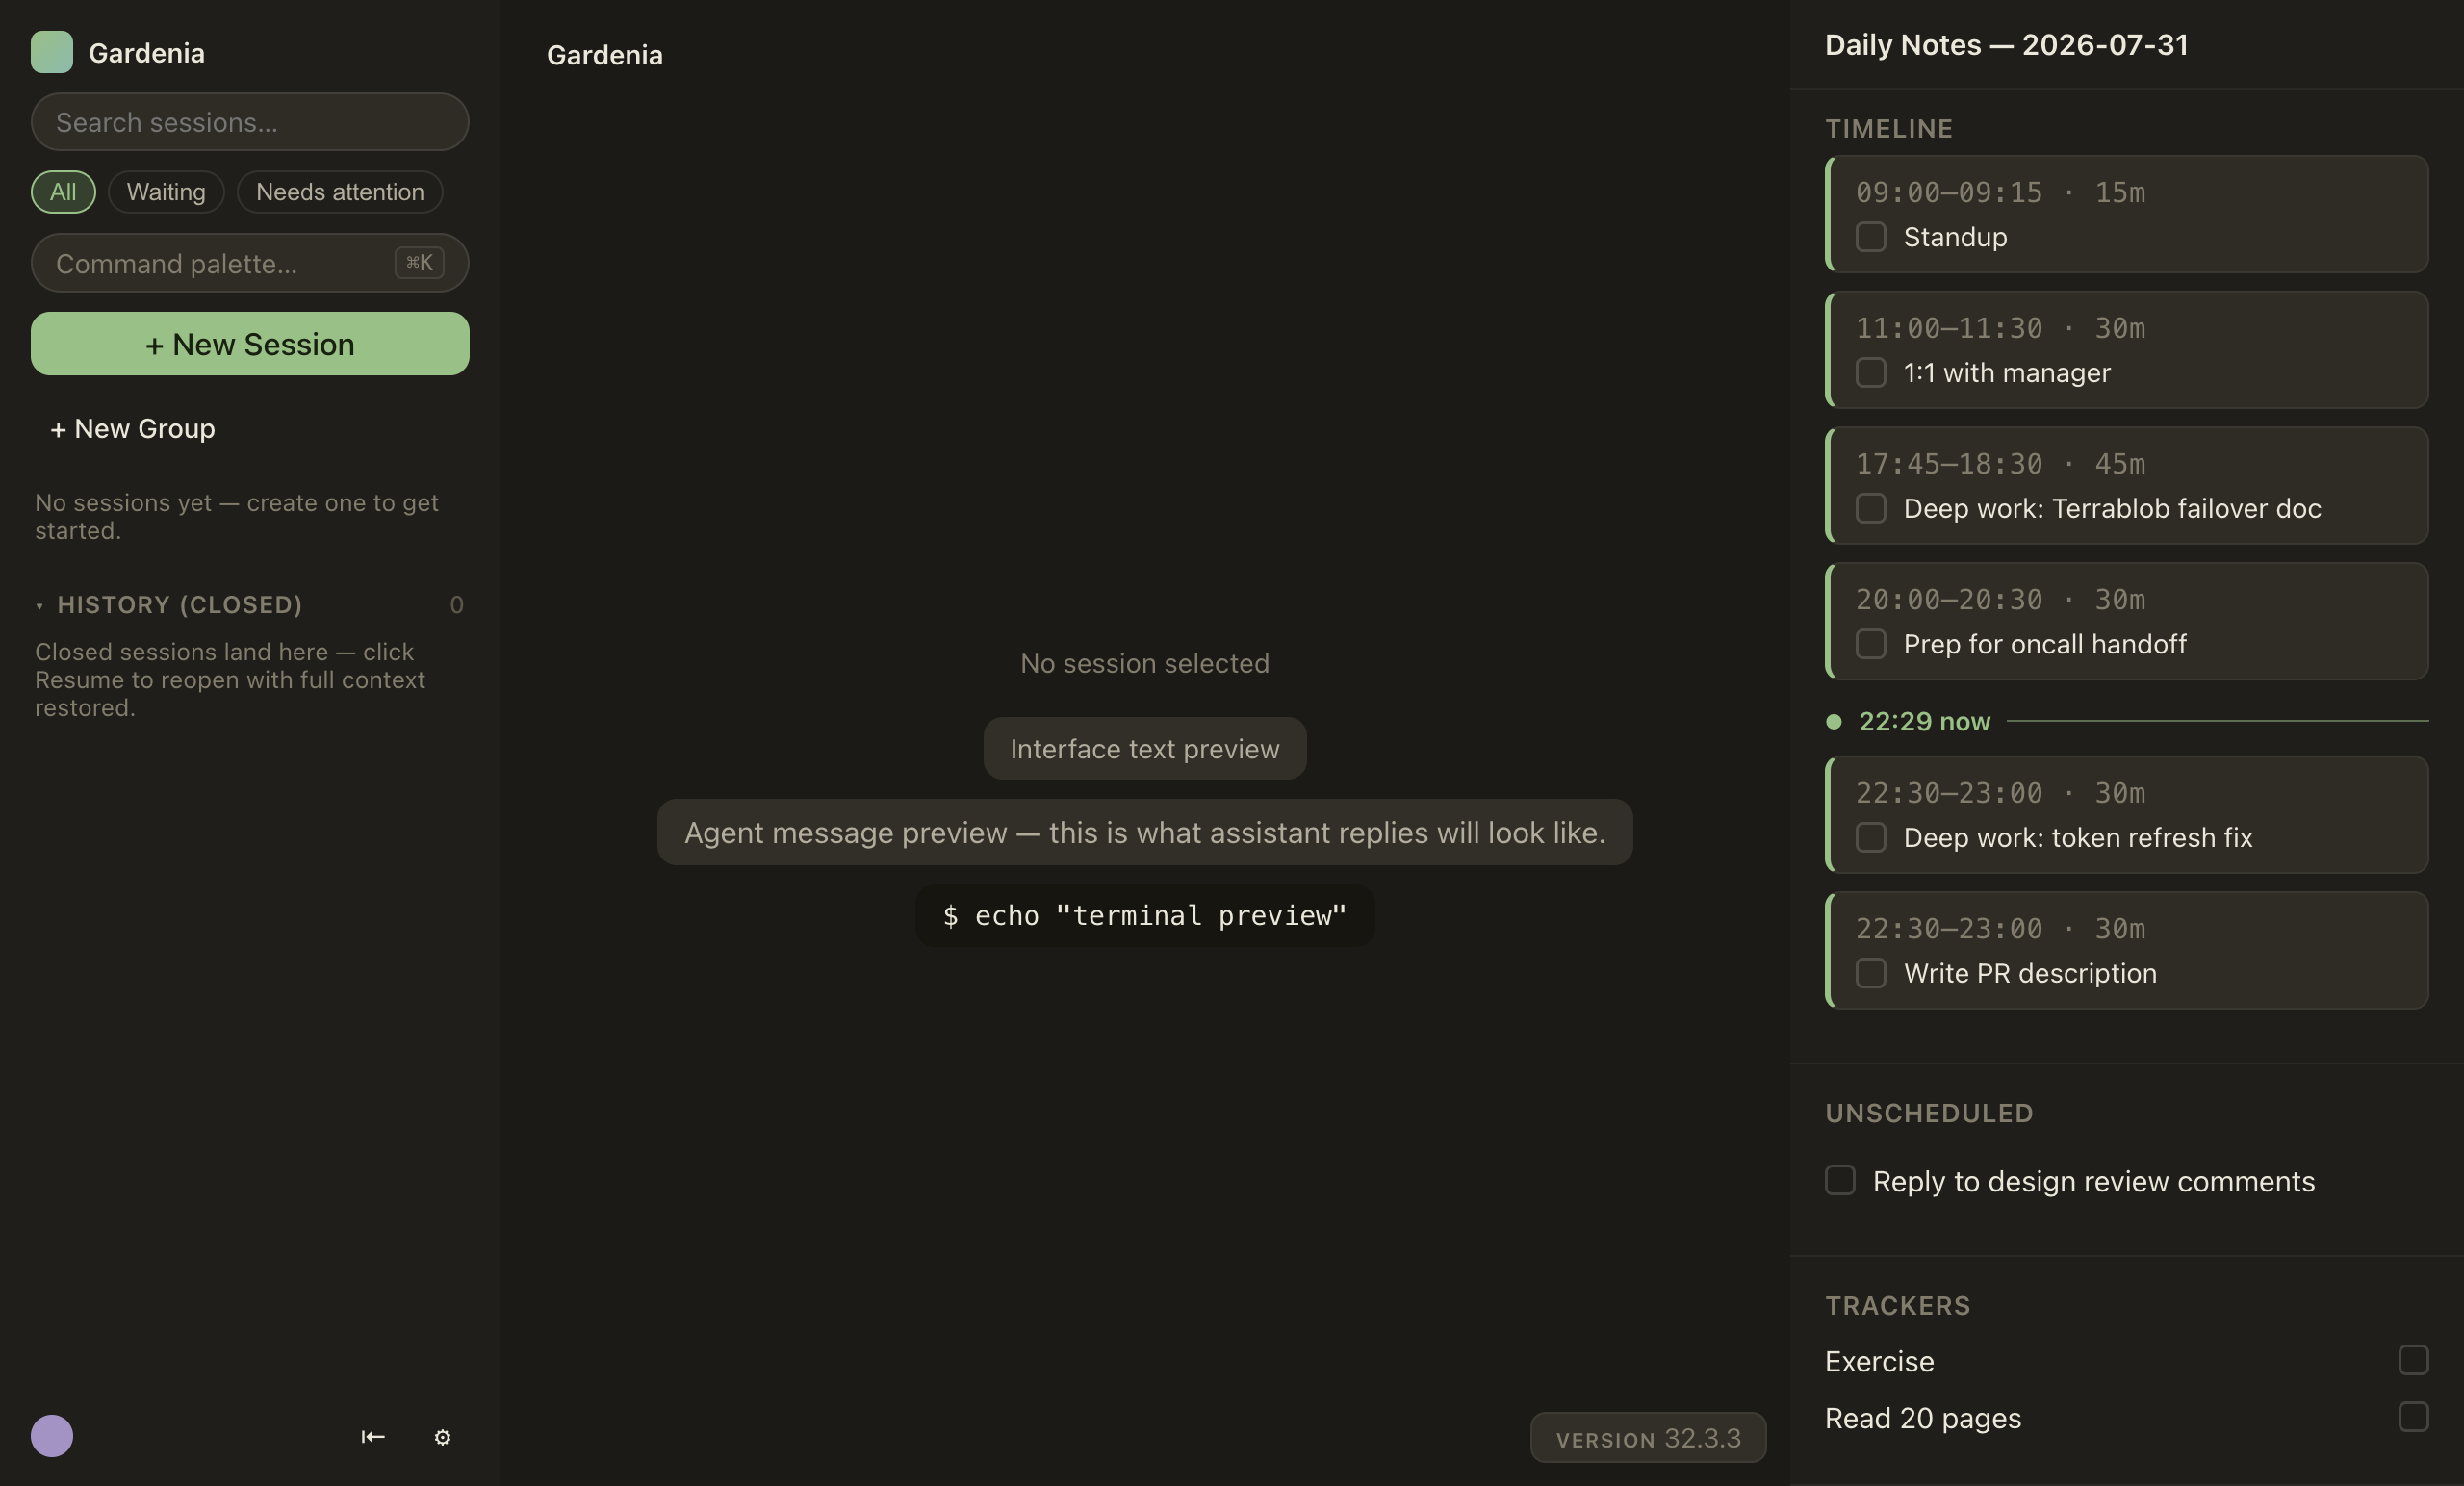 Gardenia
Search sessions...
All
Waiting
Needs attention
Command palette...
⌘K
+ New Session
+ New Group
No sessions yet — create one to get
started.
HISTORY (CLOSED)
0
Closed sessions land here — click
Resume to reopen with full context
restored.
Gardenia
No session selected
Interface text preview
Agent message preview — this is what assistant replies will look like.
$ echo "terminal preview"
VERSION 32.3.3
Daily Notes — 2026-07-31
TIMELINE
09:00–09:15 · 15m
Standup
11:00–11:30 · 30m
1:1 with manager
17:45–18:30 · 45m
Deep work: Terrablob failover doc
20:00–20:30 · 30m
Prep for oncall handoff
22:29 now
22:30–23:00 · 30m
Deep work: token refresh fix
22:30–23:00 · 30m
Write PR description
UNSCHEDULED
Reply to design review comments
TRACKERS
Exercise
Read 20 pages